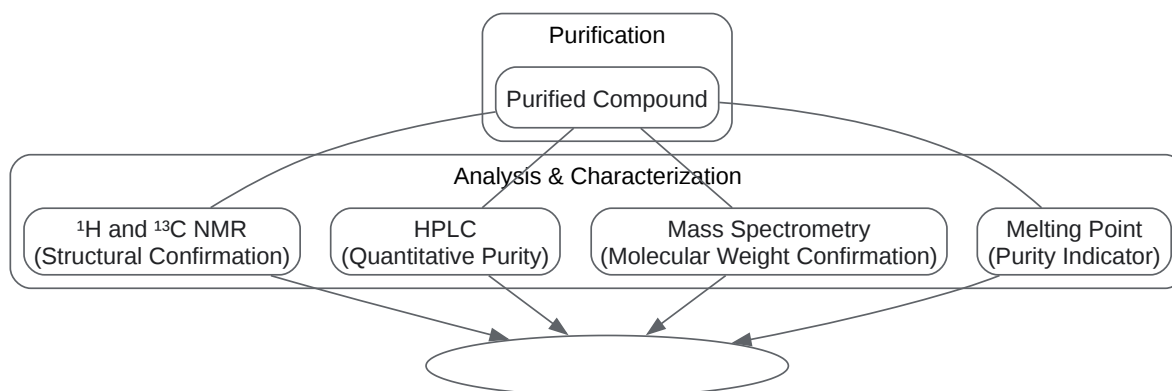 Purification
Purified Compound
Analysis & Characterization
¹H and ¹³C NMR
(Structural Confirmation)
HPLC
(Quantitative Purity)
Mass Spectrometry
(Molecular Weight Confirmation)
Melting Point
(Purity Indicator)